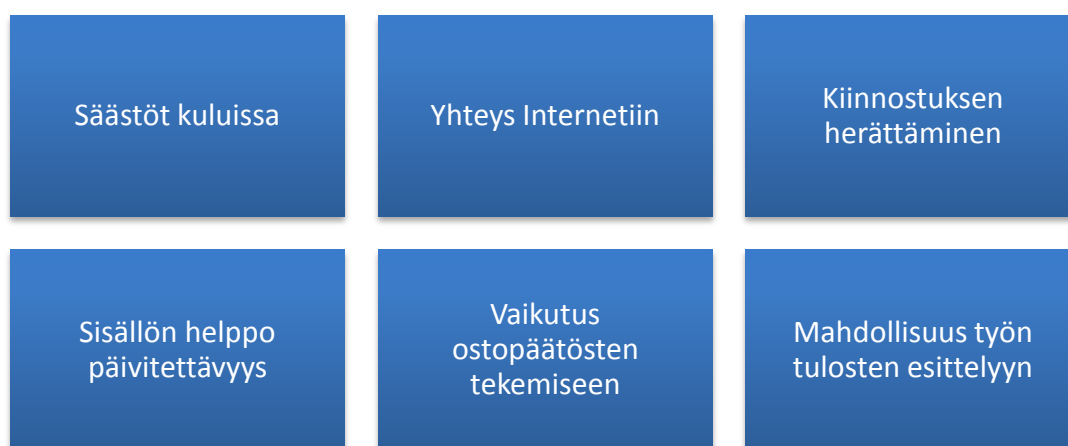 Säästöt kuluissa
Yhteys Internetiin
Kiinnostuksen
herättäminen
Sisällön helppo
päivitettävyys
Vaikutus
ostopäätösten
tekemiseen
Mahdollisuus työn
tulosten esittelyyn